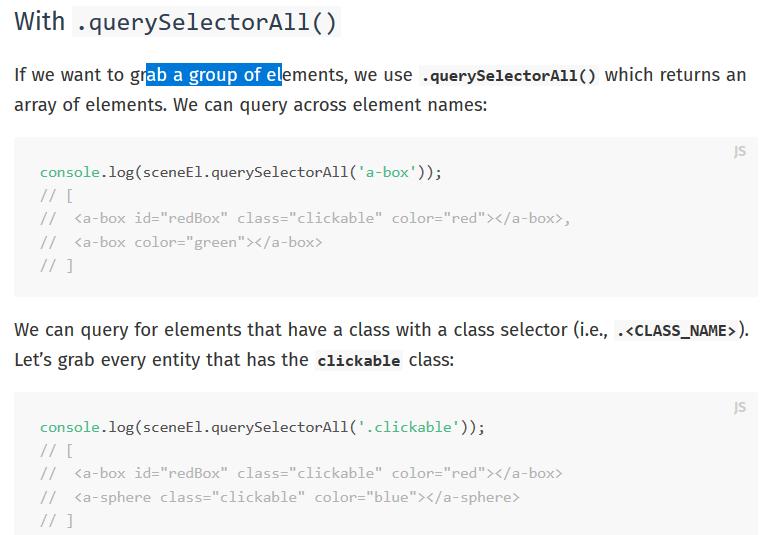 With .querySelectorAll()
If we want to grab a group of elements, we use .querySelectorAll() which returns an
array of elements. We can query across element names:
JS
console.log(sceneEl.querySelectorAll('a-box'));
// [
//  <a-box id="redBox" class="clickable" color="red"></a-box>,
//  <a-box color="green"></a-box>
// ]
We can query for elements that have a class with a class selector (i.e., .<CLASS_NAME>).
Let’s grab every entity that has the clickable class:
JS
console.log(sceneEl.querySelectorAll('.clickable'));
// [
//  <a-box id="redBox" class="clickable" color="red"></a-box>
//  <a-sphere class="clickable" color="blue"></a-sphere>
// ]